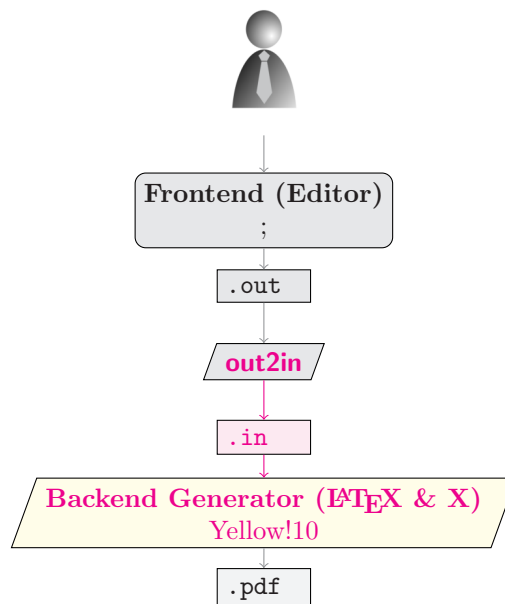 Frontend (Editor)
;
.out
out2in
.in
Backend Generator (LATEX & X)
Yellow!10
.pdf